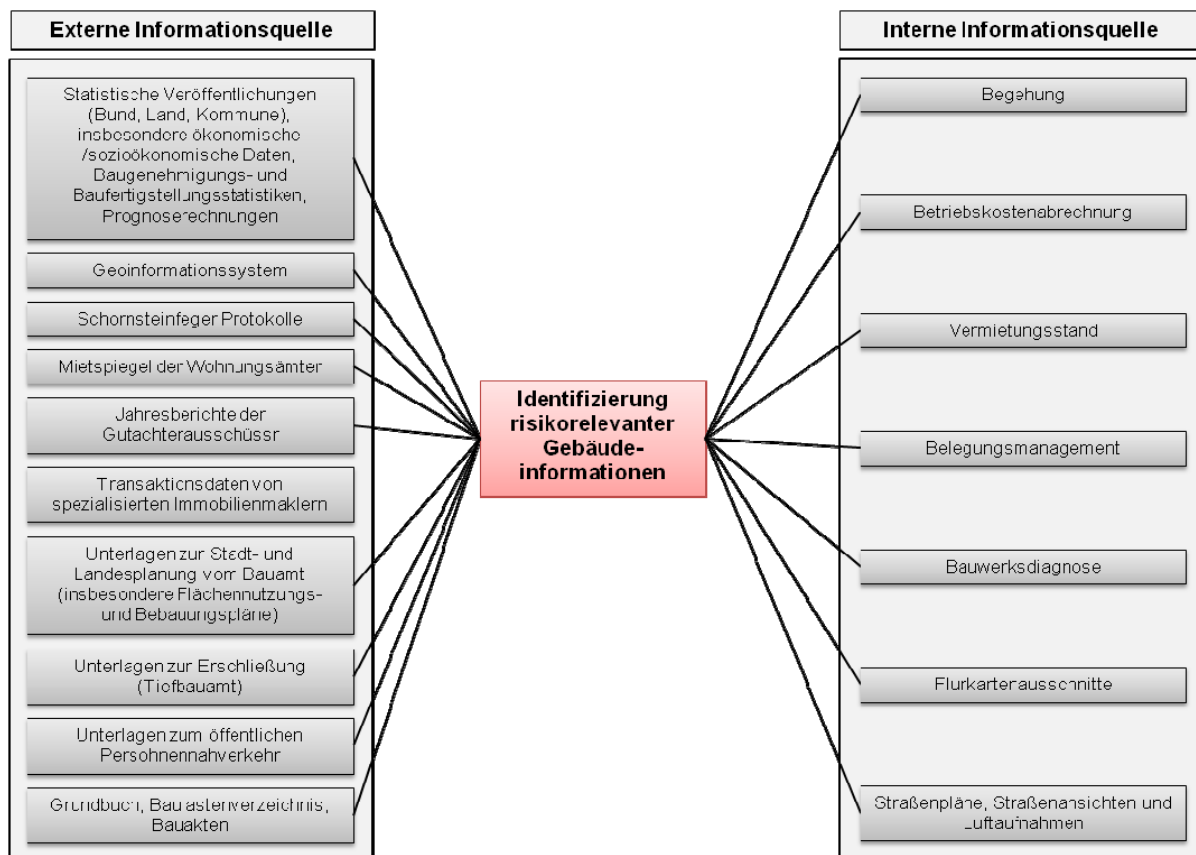 Externe Informationsquelle
Statistische Veröffentlichungen
(Bund, Land, Kommune),
insbesondere ökonomische
/sozioökonomische Daten,
Baugenehmigungs- und
Baufertigstellungsstatistiken,
Prognoserechnungen
Geoinformationssystem
Schornsteinfeger Protokolle
Mietspiegel der Wohnungsämter
Jahresberichte der
Gutachterausschüssr
Transaktionsdaten von
spezialisierten Immobilienmaklern
Unterlagen zur Stadt- und
Landesplanung vom Bauamt
(insbesondere Flächennutzungs-
und Bebauungspläne)
Unterlagen zur Erschließung
(Tiefbauamt)
Unterlagen zum öffentlichen
Persohnennahverkehr
Grundbuch, Baulastenverzeichnis,
Bauakten
Identifizierung
risikorelevanter
Gebäude-
informationen
Interne Informationsquelle
Begehung
Betriebskostenabrechnung
Vermietungsstand
Belegungsmanagement
Bauwerksdiagnose
Flurkartenausschnitte
Straßenpläne, Straßenansichten und
Luftaufnahmen